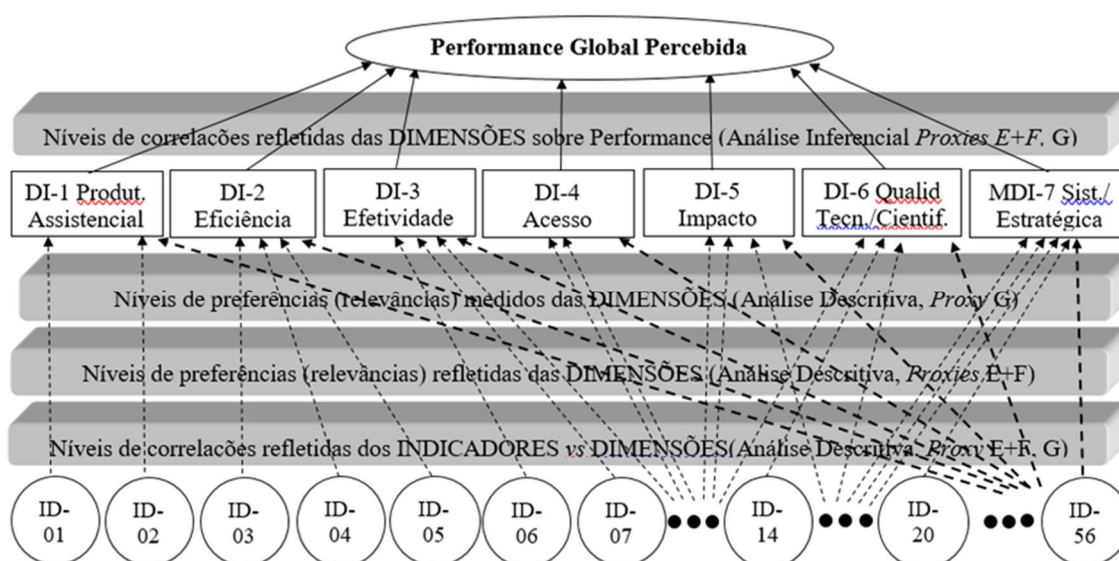 Performance Global Percebida
Níveis de correlações refletidas das DIMENSÕES sobre Performance (Análise Inferencial Proxies E+F, G)
DI-1 Produt.
Assistencial
DI-2
Eficiência
DI-3
Efetividade
DI-4
Acesso
DI-5
Impacto
DI-6 Qualid
Tecn./Cientif.
MDI-7 Sist./
Estratégica
Níveis de preferências (relevâncias) medidos das DIMENSÕES (Análise Descritiva, Proxy G)
Níveis de preferências (relevâncias) refletidas das DIMENSÕES (Análise Descritiva, Proxies E+F)
Níveis de correlações refletidas dos INDICADORES vs DIMENSÕES(Análise Descritiva, Proxy E+F, G)
ID-
01
ID-
02
ID-
03
ID-
04
ID-
05
ID-
06
ID-
07
ID-
14
ID-
20
ID-
56